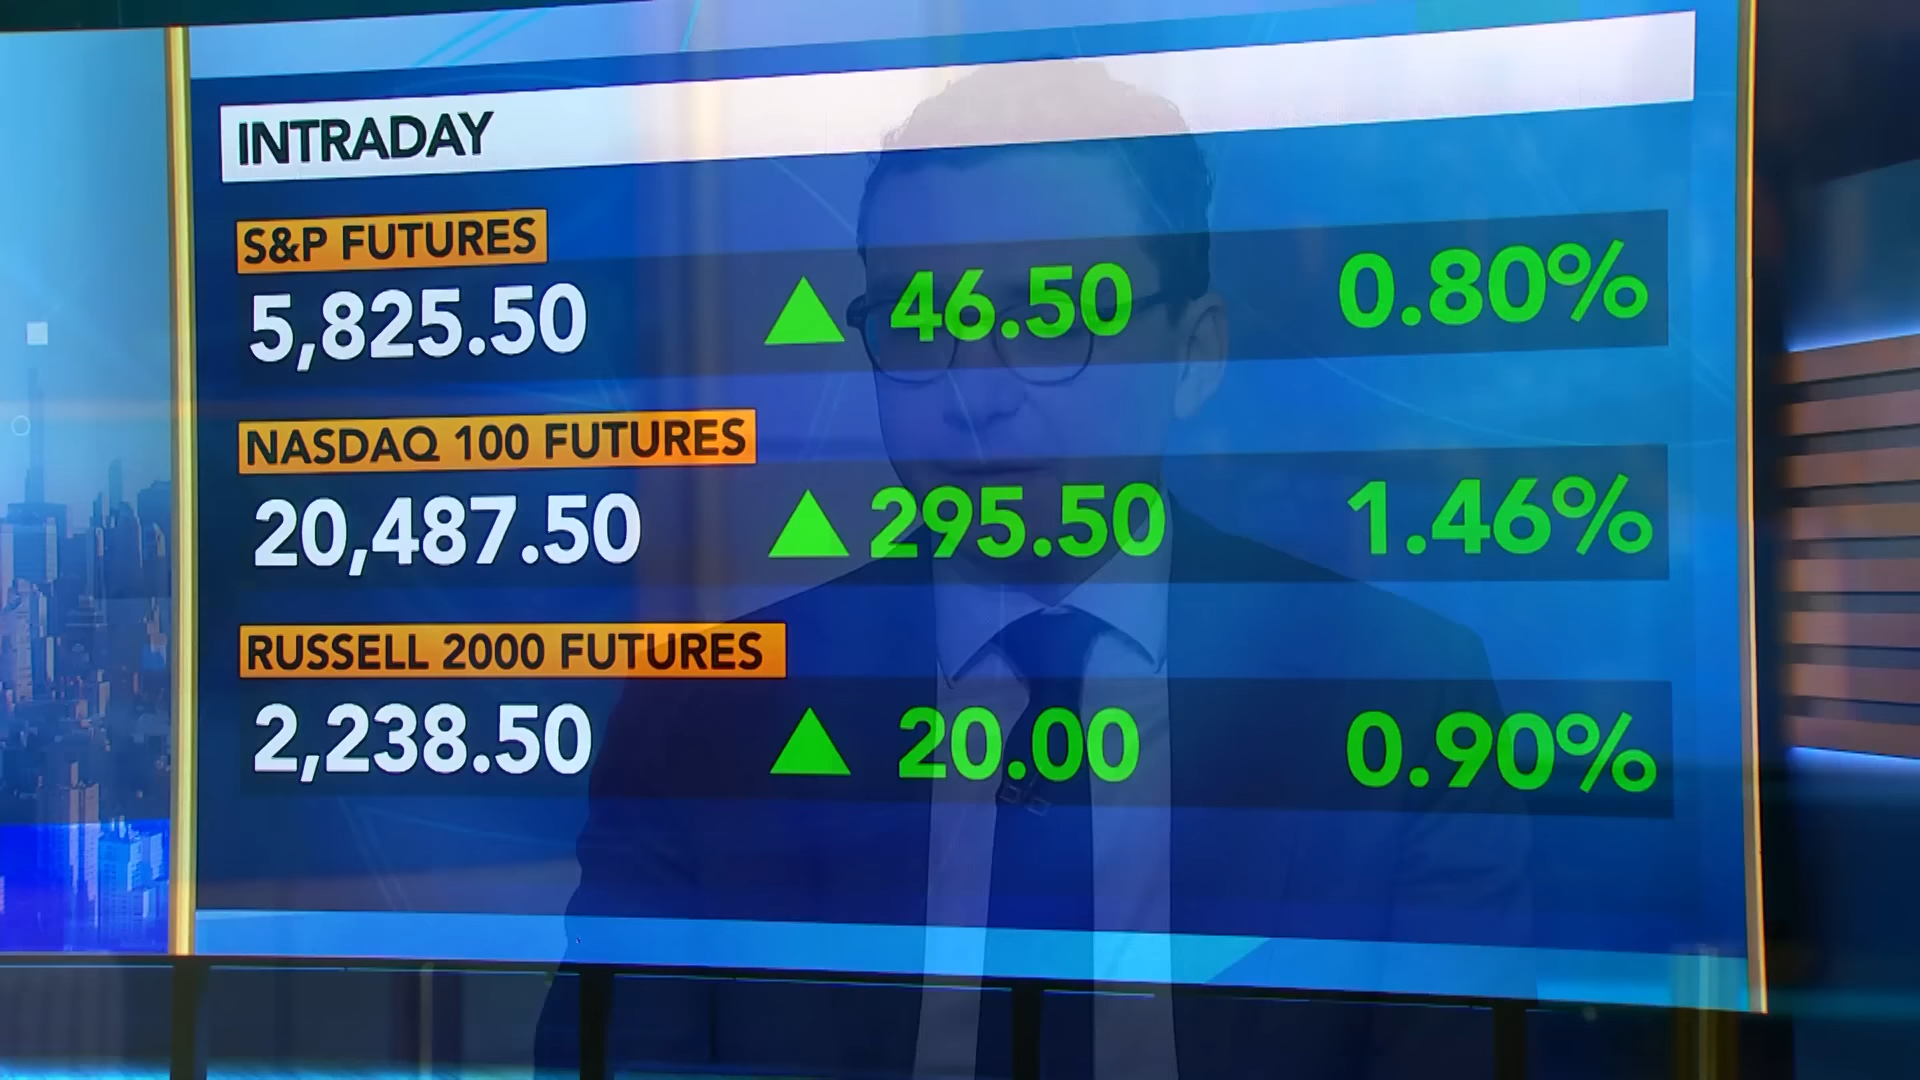 INTRADAY
S&P FUTURES
5,825.50 ▲ 46.50 0.80%
NASDAQ 100 FUTURES
20,487.50 ▲ 295.50 1.46%
RUSSELL 2000 FUTURES
2,238.50 ▲ 20.00 0.90%